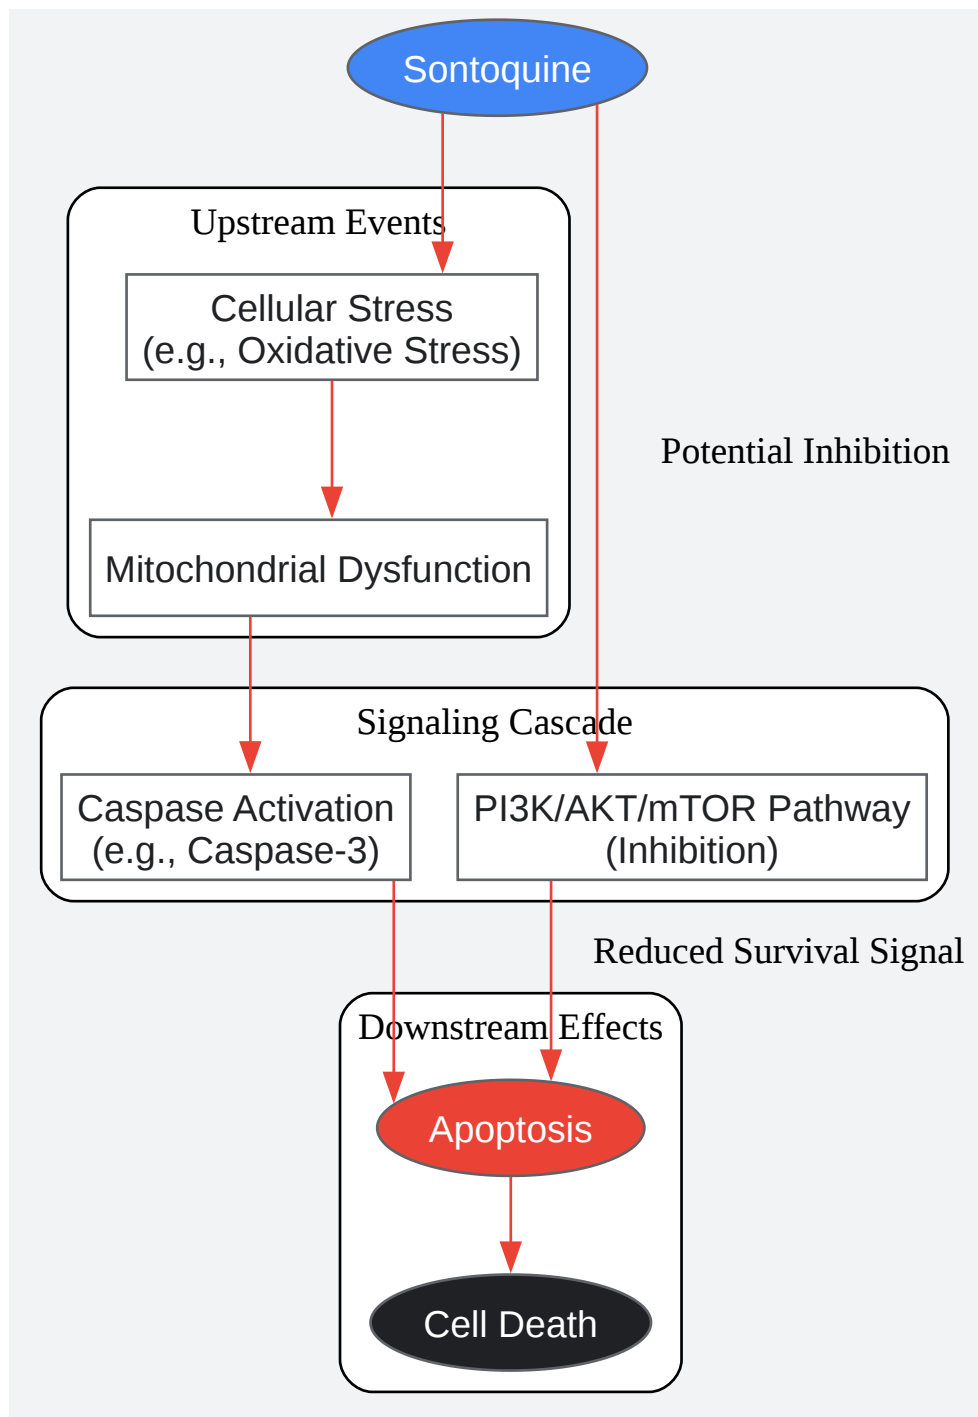 Sontoquine
Upstream Events
Cellular Stress
(e.g., Oxidative Stress)
Potential Inhibition
Mitochondrial Dysfunction
Signaling Cascade
Caspase Activation
(e.g., Caspase-3)
PI3K/AKT/mTOR Pathway
(Inhibition)
Reduced Survival Signal
Downstream Effects
Apoptosis
Cell Death